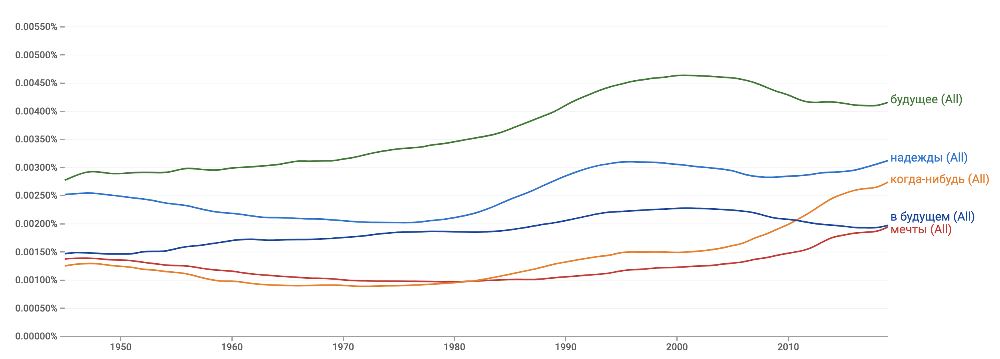 0.00550%
0.00500%
0.00450%
0.00400%
0.00350%
0.00300%
0.00250%
0.00200%
0.00150%
0.00100%
0.00050%
0.00000%
1950 1960 1970 1980 1990 2000 2010
будущее (All)
надежды (All)
когда-нибудь (All)
в будущем (All)
мечты (All)